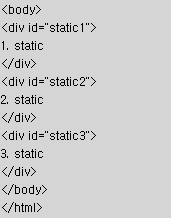 <body>
<div id="static1">
1. static
</div>
<div id="static2">
2. static
</div>
<div id="static3">
3. static
</div>
</body>
</html>